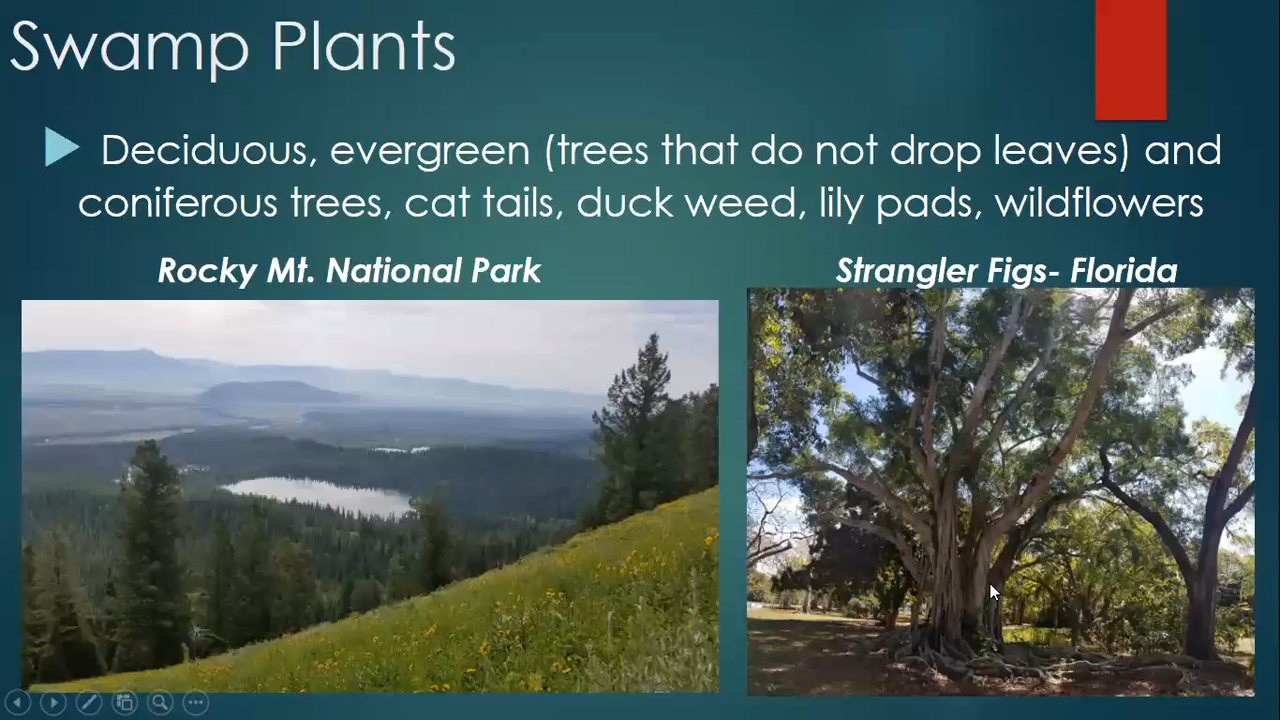 Swamp Plants
Deciduous, evergreen (trees that do not drop leaves) and
coniferous trees, cat tails, duck weed, lily pads, wildflowers
Rocky Mt. National Park
Strangler Figs- Florida